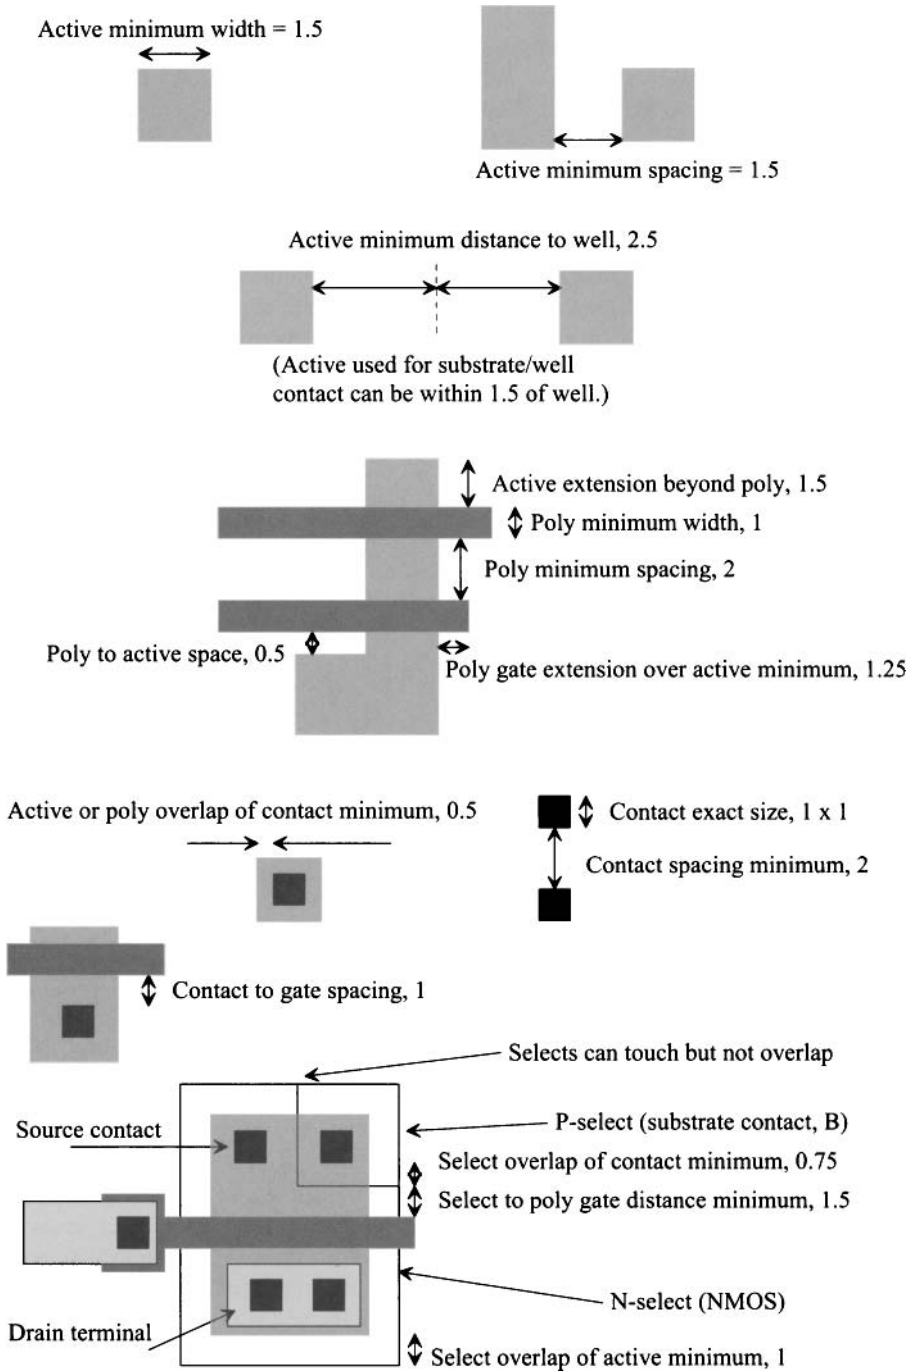 Active minimum width = 1.5
Active minimum spacing = 1.5
Active minimum distance to well, 2.5
(Active used for substrate/well
contact can be within 1.5 of well.)
Active extension beyond poly, 1.5
Poly minimum width, 1
Poly minimum spacing, 2
Poly to active space, 0.5
Poly gate extension over active minimum, 1.25
Active or poly overlap of contact minimum, 0.5
Contact exact size, 1 x 1
Contact spacing minimum, 2
Contact to gate spacing, 1
Selects can touch but not overlap
Source contact
P-select (substrate contact, B)
Select overlap of contact minimum, 0.75
Select to poly gate distance minimum, 1.5
N-select (NMOS)
Drain terminal
Select overlap of active minimum, 1